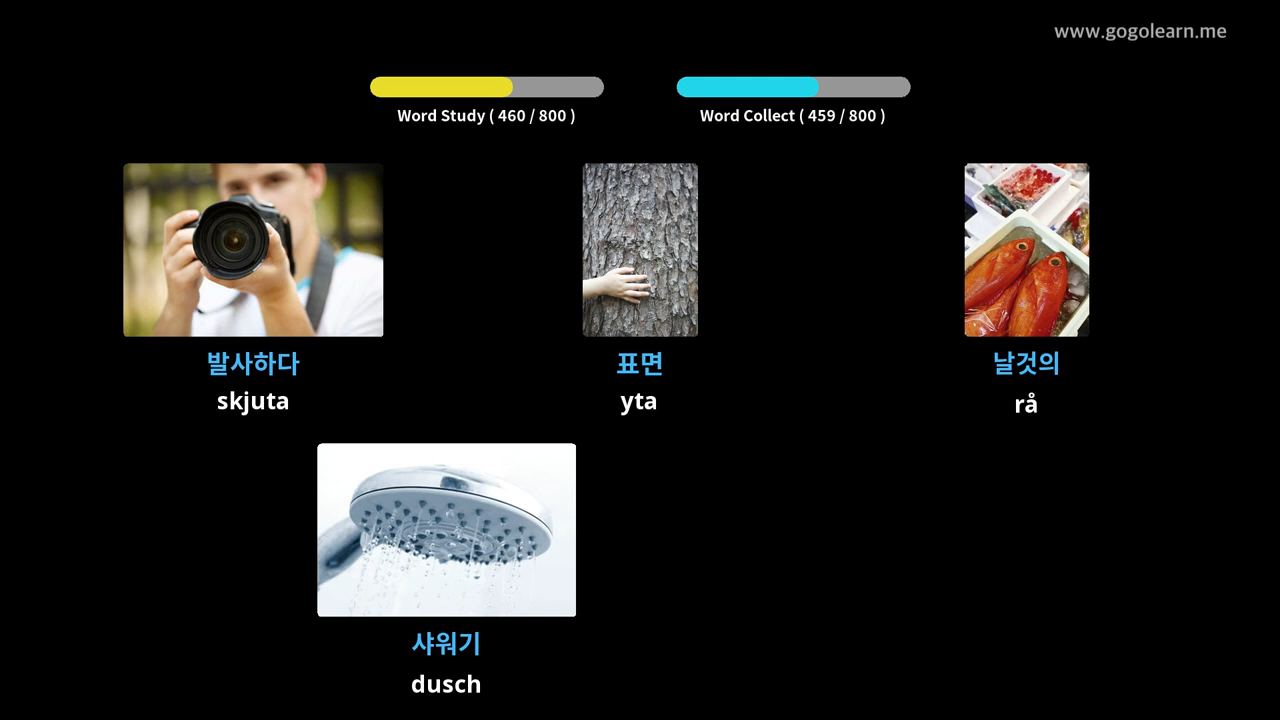 www.gogolearn.me
Word Study ( 460 / 800 )
Word Collect ( 459 / 800 )
발사하다
skjuta
표면
yta
날것의
rå
샤워기
dusch